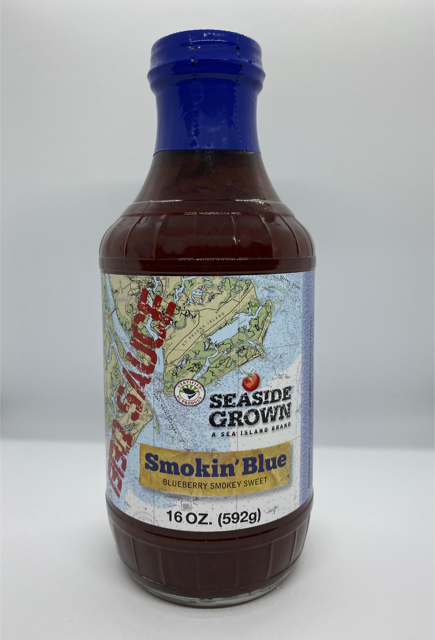 BBQ SAUCE
SEASIDE
GROWN
A SEA ISLAND BRAND
Smokin' Blue
BLUEBERRY SMOKEY SWEET
16 OZ. (592g)